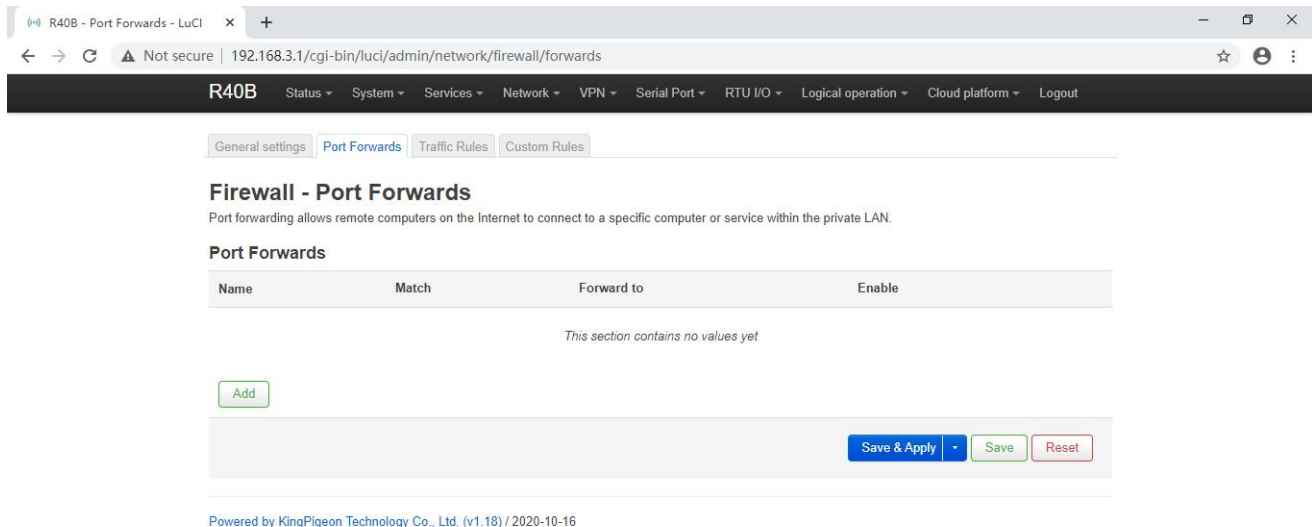 R40B - Port Forwards - LuCI
Not secure | 192.168.3.1/cgi-bin/luci/admin/network/firewall/forwards
R40B Status System Services Network VPN Serial Port RTU I/O Logical operation Cloud platform Logout
General settings Port Forwards Traffic Rules Custom Rules
Firewall - Port Forwards
Port forwarding allows remote computers on the Internet to connect to a specific computer or service within the private LAN.
Port Forwards
Name Match Forward to Enable
This section contains no values yet
Add
Save & Apply Save Reset
Powered by KingPigeon Technology Co., Ltd. (v1.18) / 2020-10-16